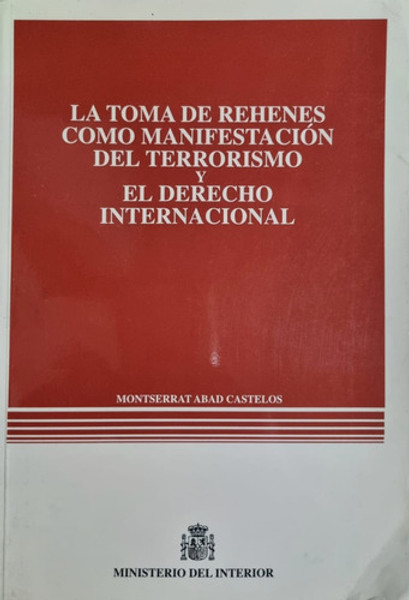 LA TOMA DE REHENES
COMO MANIFESTACIÓN
DEL TERRORISMO
Y
EL DERECHO
INTERNACIONAL
MONTSERRAT ABAD CASTELOS
MINISTERIO DEL INTERIOR